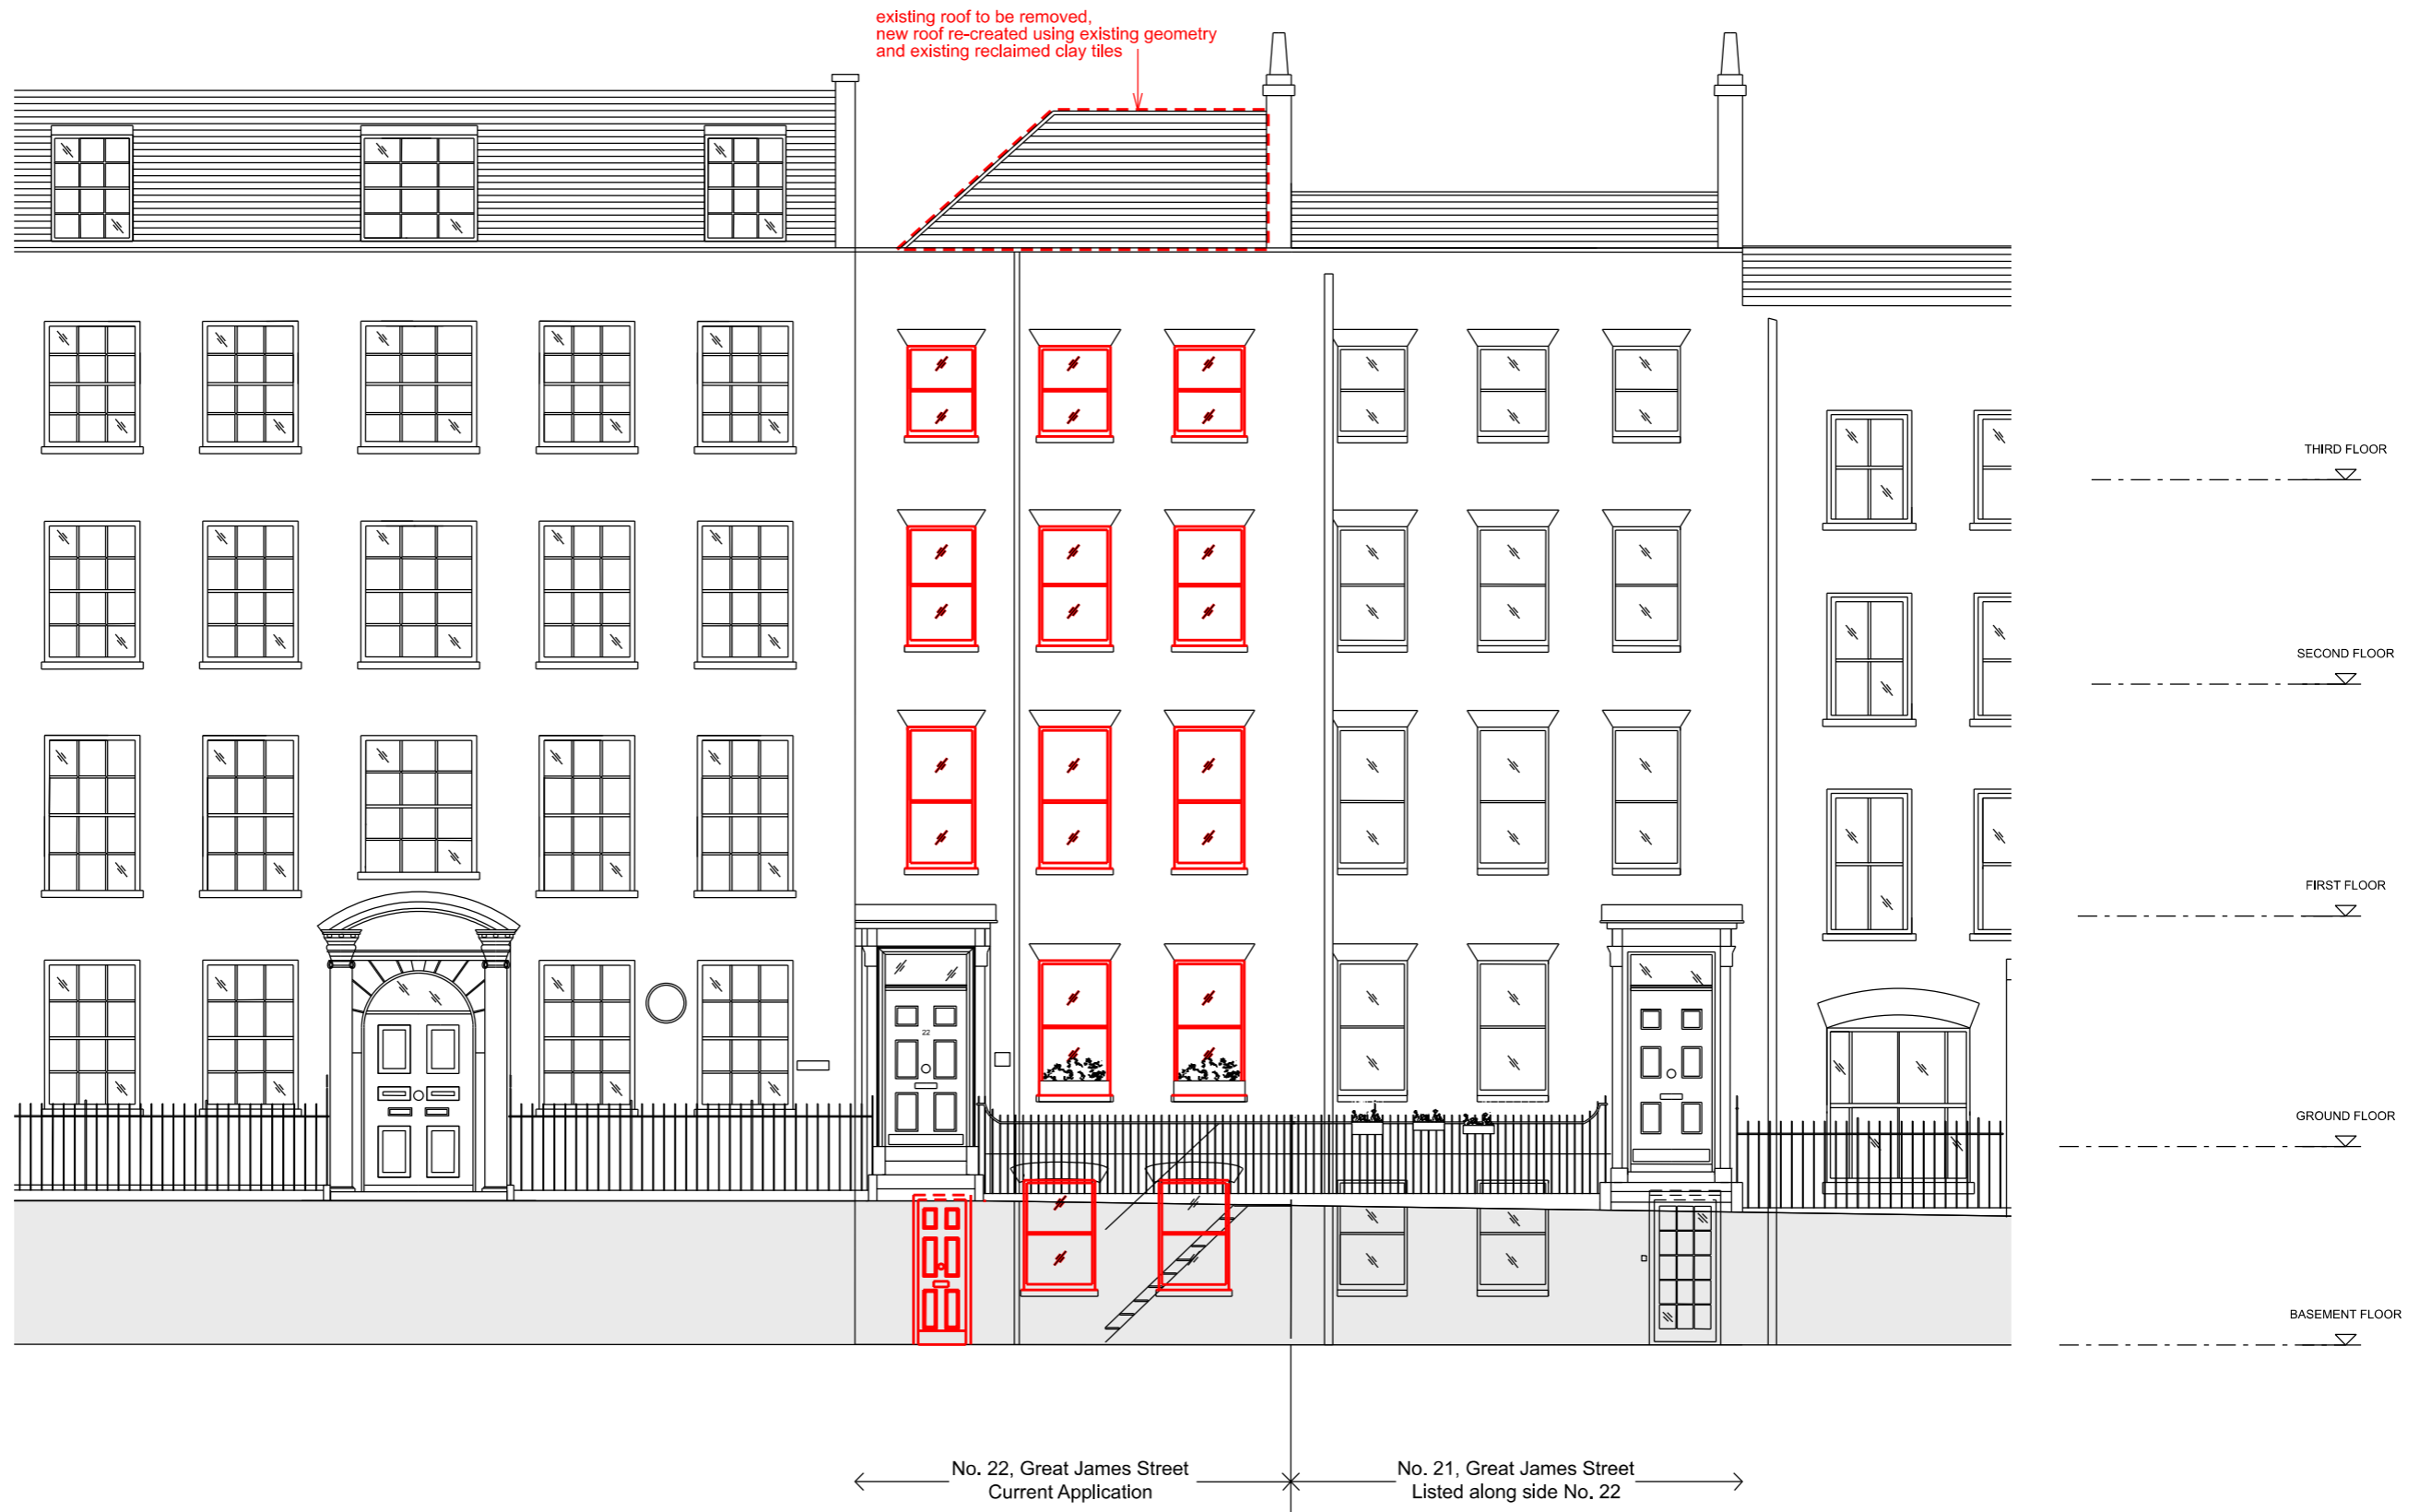 existing roof to be removed,
new roof re-created using existing geometry
and existing reclaimed clay tiles
THIRD FLOOR
SECOND FLOOR
FIRST FLOOR
22
GROUND FLOOR
BASEMENT FLOOR
No. 22, Great James Street
Current Application
No. 21, Great James Street
Listed along side No. 22